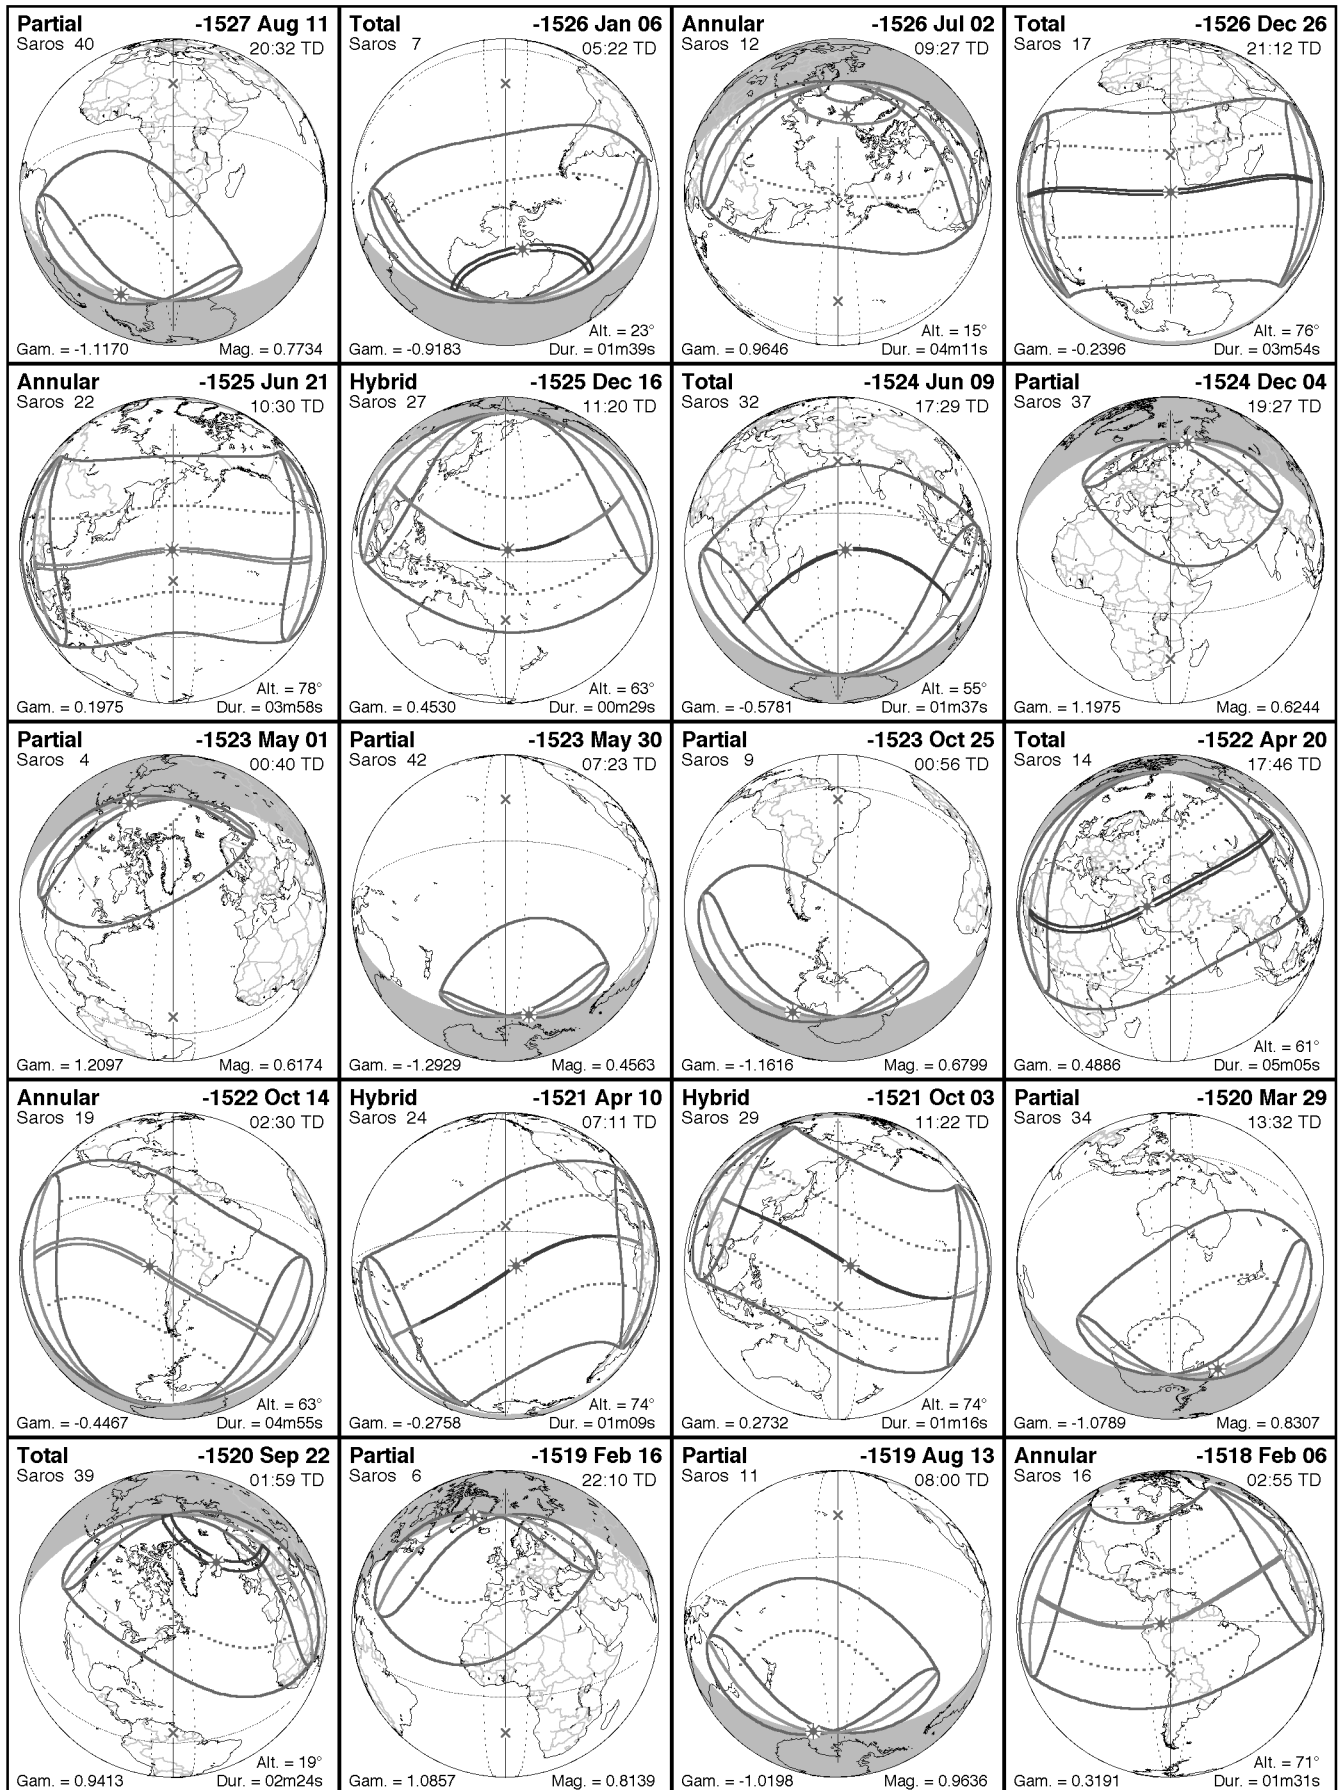 Partial -1527 Aug 11
Saros 40 20:32 TD
Gam. = -1.1170 Mag. = 0.7734
Total -1526 Jan 06
Saros 7 05:22 TD
Alt. = 23°
Gam. = -0.9183 Dur. = 01m39s
Annular -1526 Jul 02
Saros 12 09:27 TD
Alt. = 15°
Gam. = 0.9646 Dur. = 04m11s
Total -1526 Dec 26
Saros 17 21:12 TD
Alt. = 76°
Gam. = -0.2396 Dur. = 03m54s
Annular -1525 Jun 21
Saros 22 10:30 TD
Alt. = 78°
Gam. = 0.1975 Dur. = 03m58s
Hybrid -1525 Dec 16
Saros 27 11:20 TD
Alt. = 63°
Gam. = 0.4530 Dur. = 00m29s
Total -1524 Jun 09
Saros 32 17:29 TD
Alt. = 55°
Gam. = -0.5781 Dur. = 01m37s
Partial -1524 Dec 04
Saros 37 19:27 TD
Gam. = 1.1975 Mag. = 0.6244
Partial -1523 May 01
Saros 4 00:40 TD
Gam. = 1.2097 Mag. = 0.6174
Partial -1523 May 30
Saros 42 07:23 TD
Gam. = -1.2929 Mag. = 0.4563
Partial -1523 Oct 25
Saros 9 00:56 TD
Gam. = -1.1616 Mag. = 0.6799
Total -1522 Apr 20
Saros 14 17:46 TD
Alt. = 61°
Gam. = 0.4886 Dur. = 05m05s
Annular -1522 Oct 14
Saros 19 02:30 TD
Alt. = 63°
Gam. = -0.4467 Dur. = 04m55s
Hybrid -1521 Apr 10
Saros 24 07:11 TD
Alt. = 74°
Gam. = -0.2758 Dur. = 01m09s
Hybrid -1521 Oct 03
Saros 29 11:22 TD
Alt. = 74°
Gam. = 0.2732 Dur. = 01m16s
Partial -1520 Mar 29
Saros 34 13:32 TD
Gam. = -1.0789 Mag. = 0.8307
Total -1520 Sep 22
Saros 39 01:59 TD
Alt. = 19°
Gam. = 0.9413 Dur. = 02m24s
Partial -1519 Feb 16
Saros 6 22:10 TD
Gam. = 1.0857 Mag. = 0.8139
Partial -1519 Aug 13
Saros 11 08:00 TD
Gam. = -1.0198 Mag. = 0.9636
Annular -1518 Feb 06
Saros 16 02:55 TD
Alt. = 71°
Gam. = 0.3191 Dur. = 01m31s